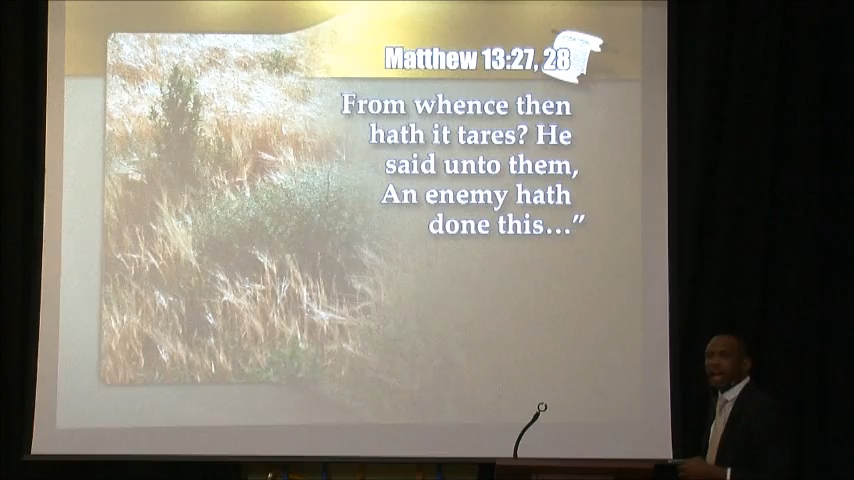 Matthew 13:27, 28
From whence then
hath it tares? He
said unto them,
An enemy hath
done this...”